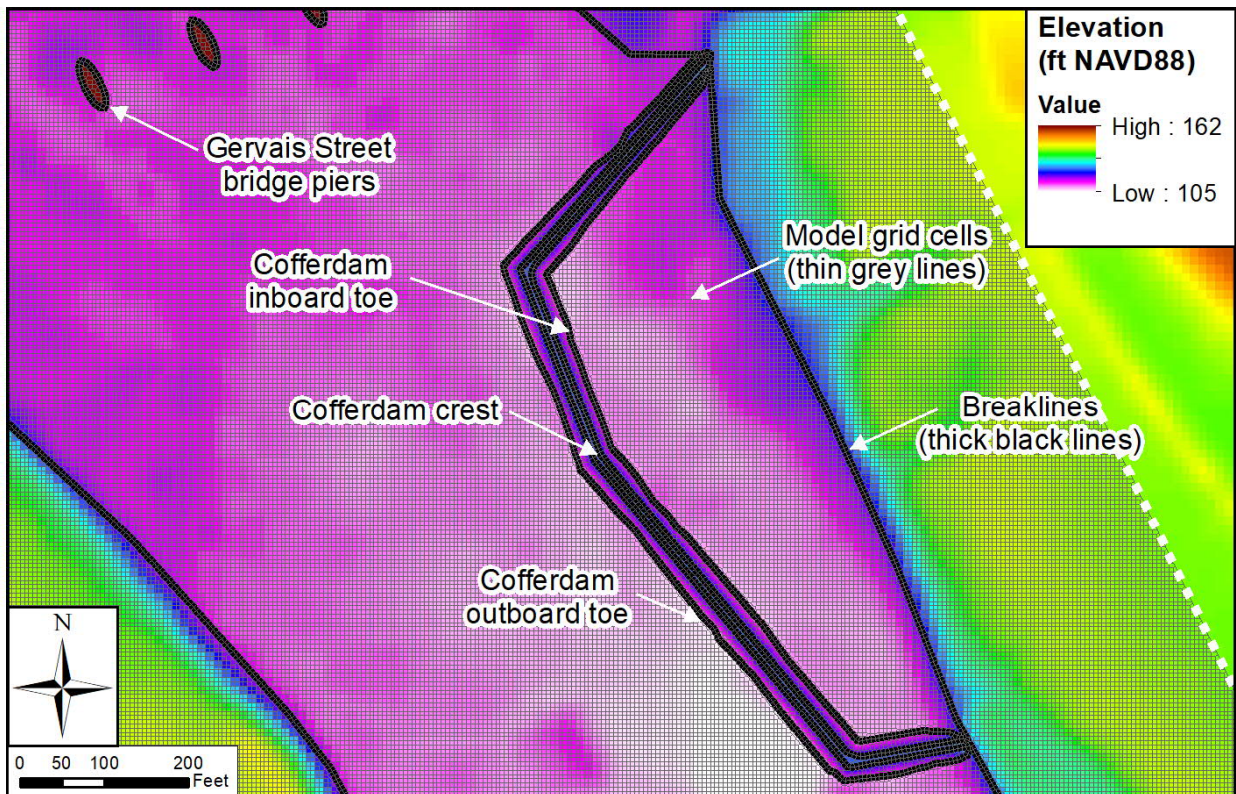 Elevation
(ft NAVD88)
Value
High : 162
Low : 105
Gervais Street
bridge piers
Cofferdam
inboard toe
Model grid cells
(thin grey lines)
Cofferdam crest
Breaklines
(thick black lines)
Cofferdam
outboard toe
N
0 50 100 200
Feet